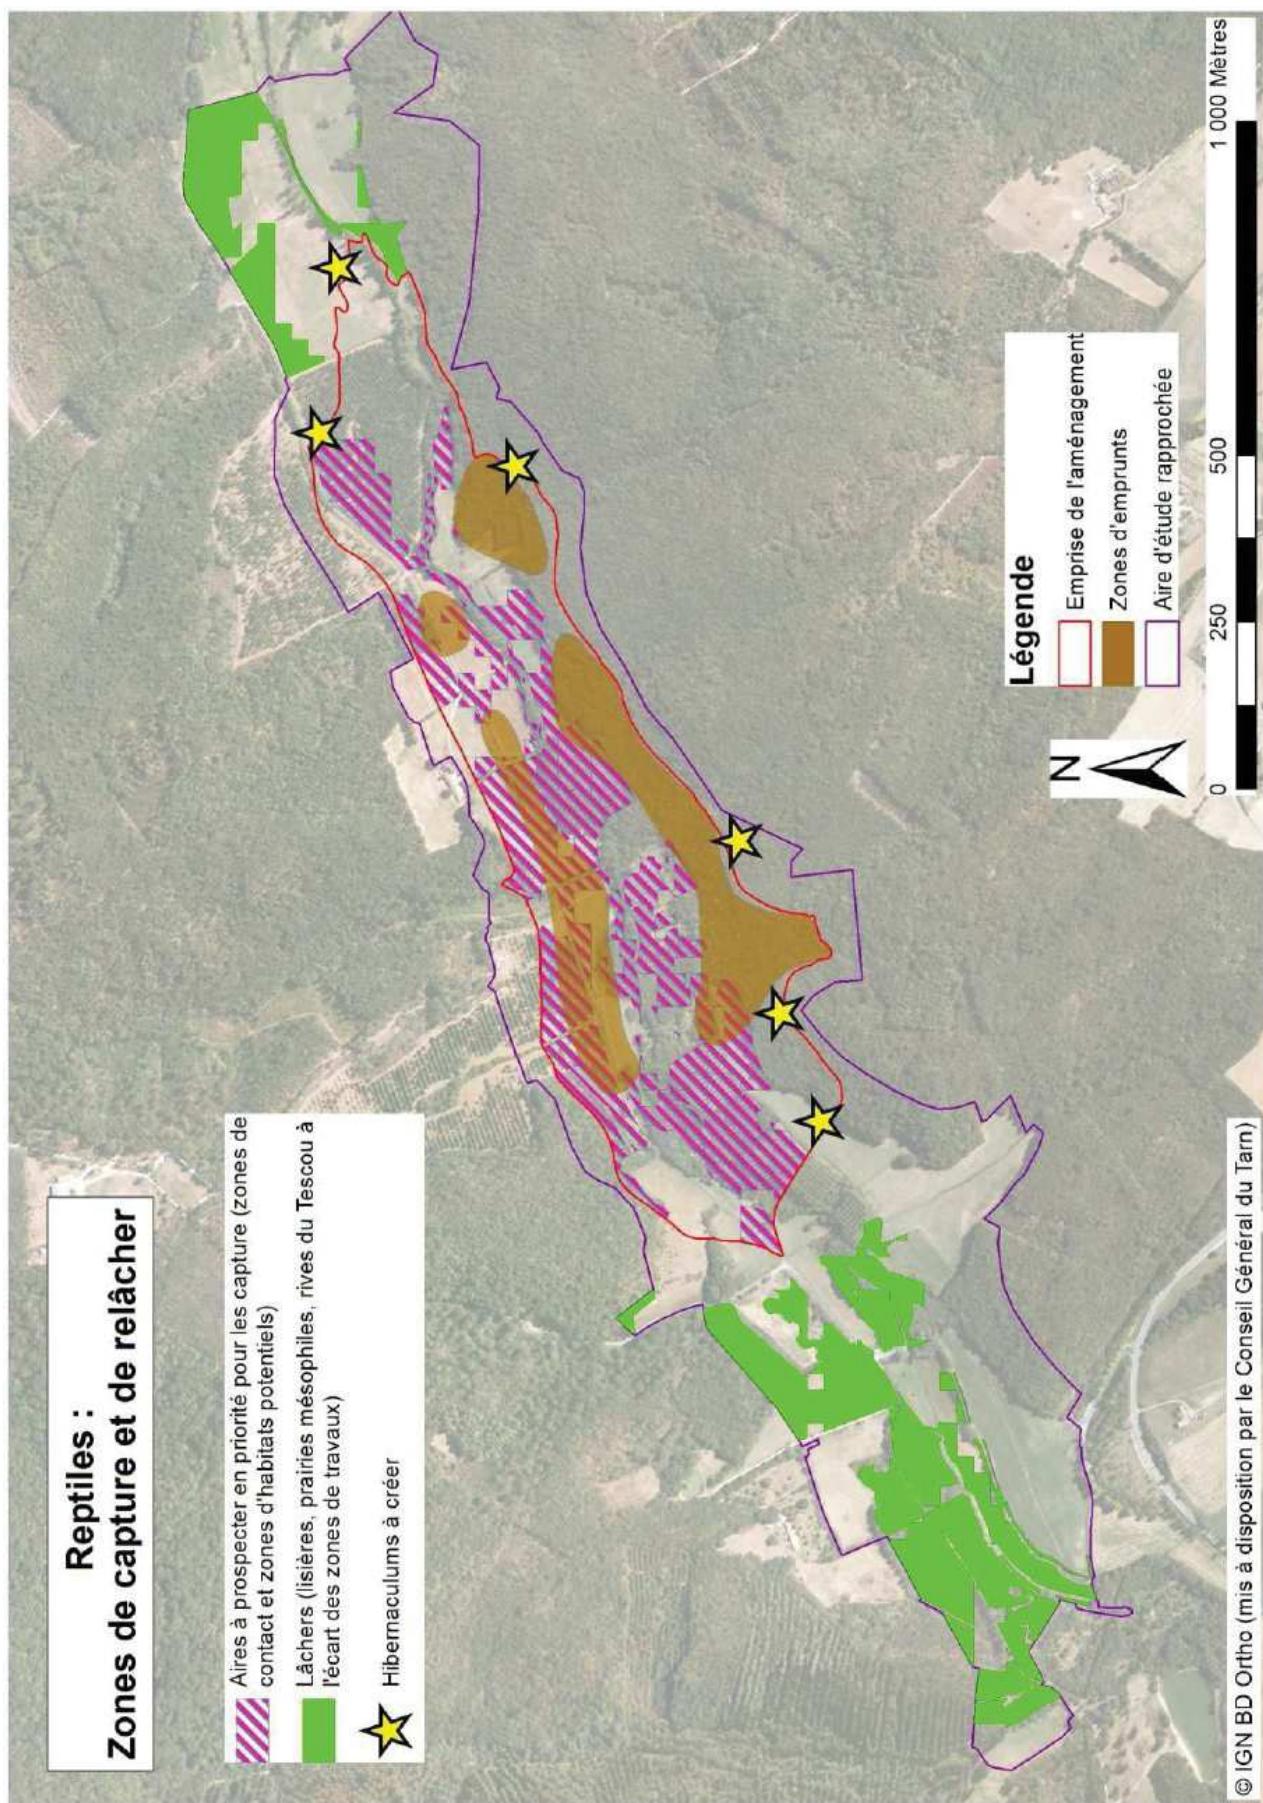 Reptiles :
Zones de capture et de relâcher
Aires à prospecter en priorité pour les capture (zones de
contact et zones d'habitats potentiels)
Lâchers (lisières, prairies mésophiles, rives du Tescou à
l'écart des zones de travaux)
Hibernaculums à créer
Légende
Emprise de l'aménagement
Zones d'emprunts
Aire d'étude rapprochée
N
0 250 500 1 000 Mètres
© IGN BD Ortho (mis à disposition par le Conseil Général du Tarn)